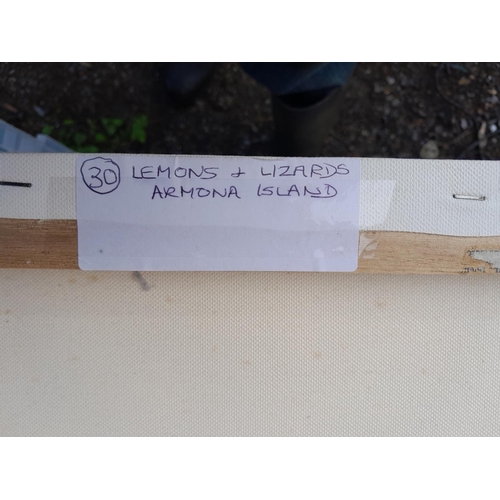 30 LEMONS + LIZARDS
ARMONA ISLAND